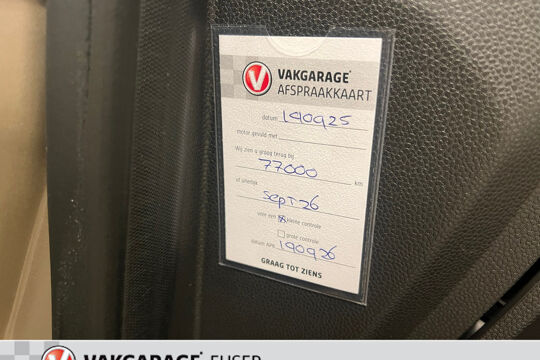 VAKGARAGE
AFSPRAAKKAART
datum 190925
motor gevuld met
Wij zien u graag terug bij
77000 km
of uiterlijk
Sept 26
voor een kleine controle
grote controle
datum APK 190926
GRAAG TOT ZIENS
VAKGARAGE